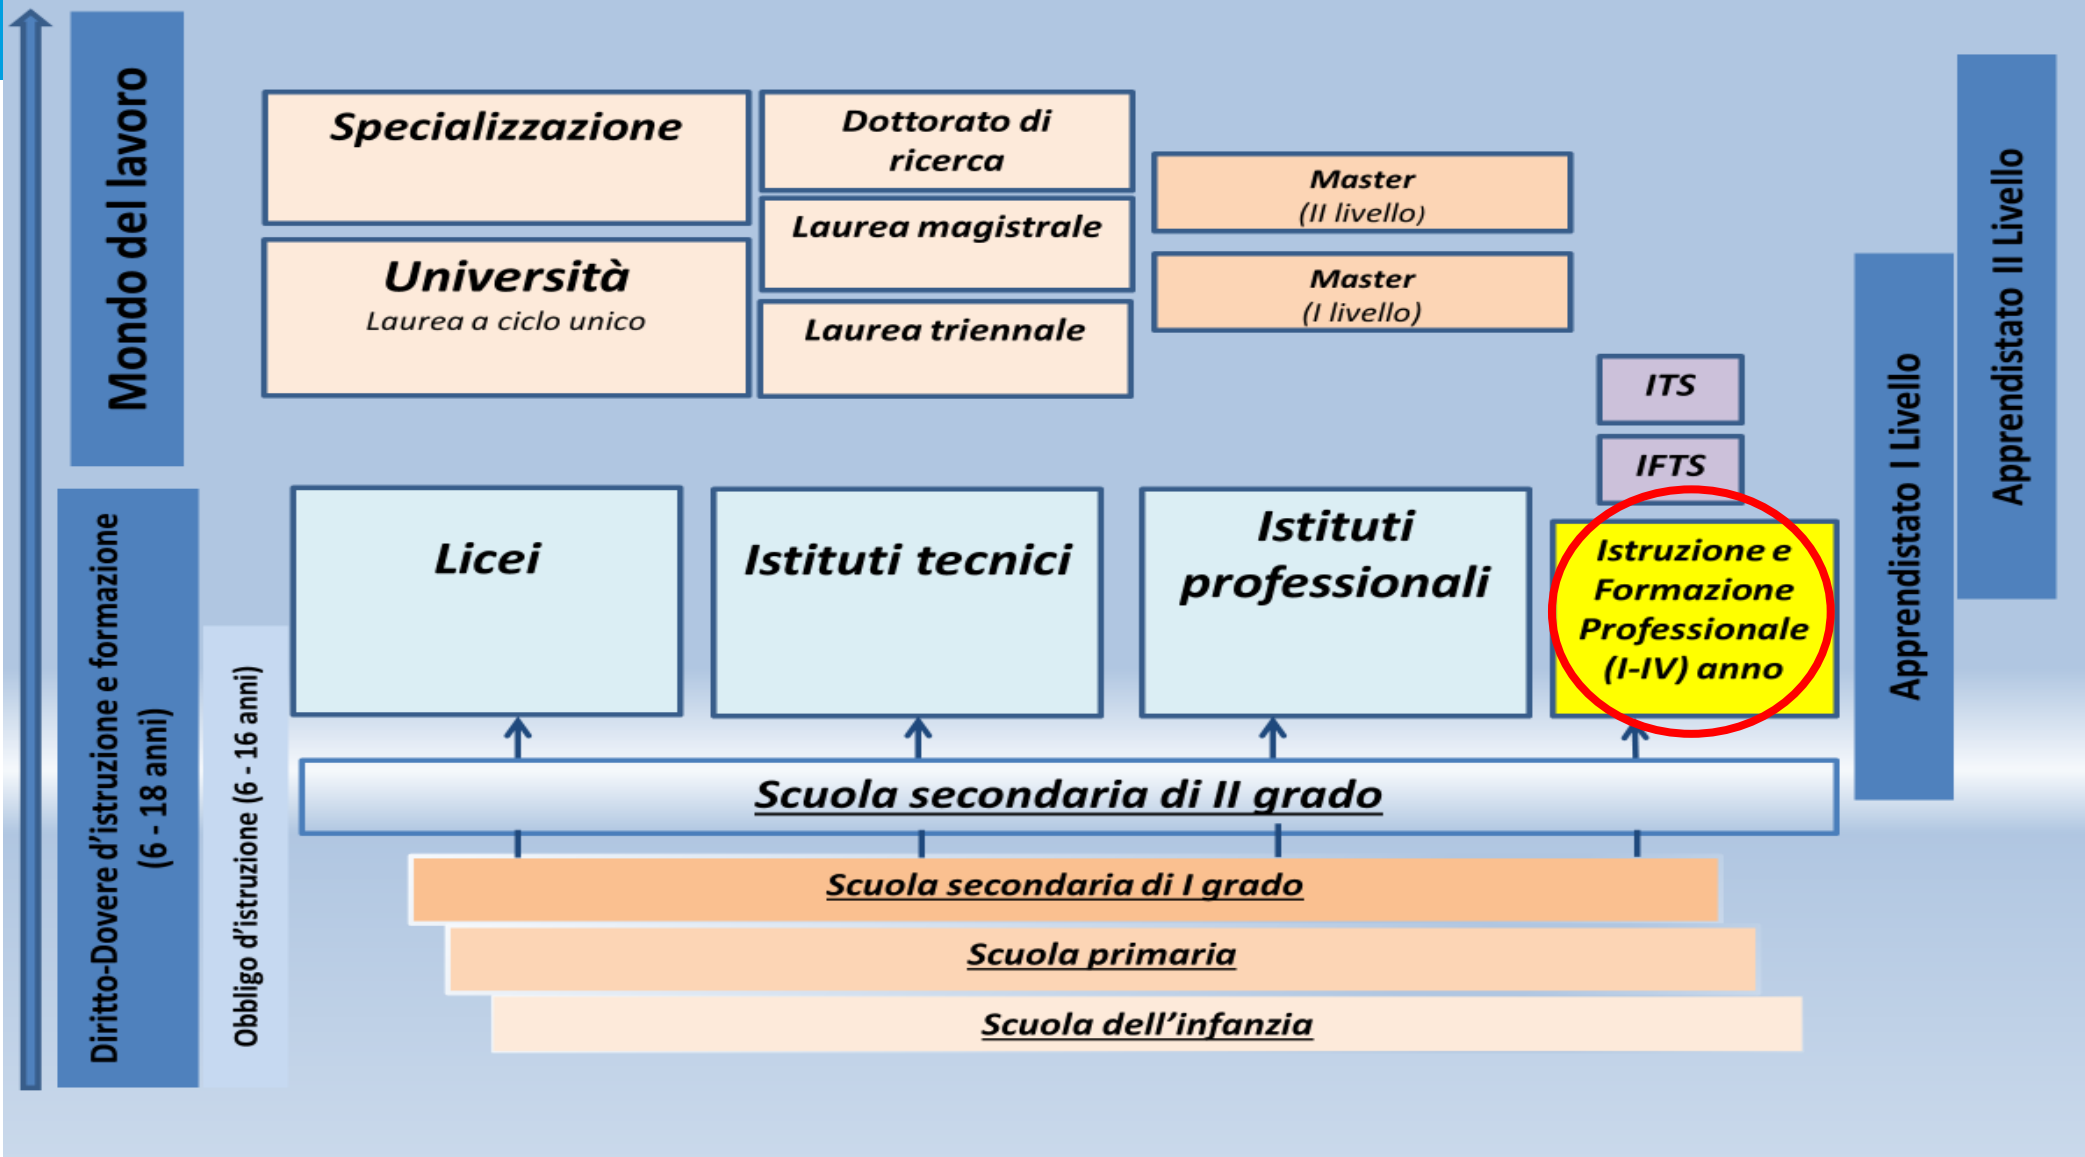 Mondo del lavoro
Diritto-Dovere d'istruzione e formazione
(6 - 18 anni)
Obbligo d'istruzione (6 - 16 anni)
Specializzazione
Università
Laurea a ciclo unico
Dottorato di
ricerca
Laurea magistrale
Laurea triennale
Master
(II livello)
Master
(I livello)
ITS
IFTS
Licei
Istituti tecnici
Istituti
professionali
Istruzione e
Formazione
Professionale
(I-IV) anno
Scuola secondaria di II grado
Scuola secondaria di I grado
Scuola primaria
Scuola dell'infanzia
Apprendistato I Livello
Apprendistato II Livello